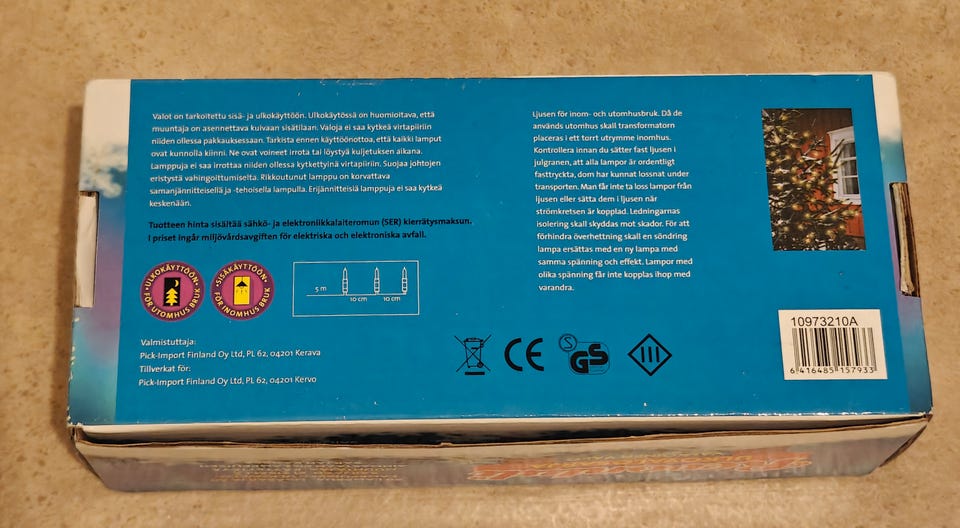 Valot on tarkoitettu sisä- ja ulkokäyttöön. Ulkokäytössä on huomioitava, että
muuntaja on asennettava kuivaan sisätilaan. Valoja ei saa kytkeä virtapiiriin
niiden ollessa pakkauksessaan. Tarkista ennen käyttöönottoa, että kaikki lamput
ovat kunnolla kiinni. Ne ovat voineet irrota tai löystyä kuljetuksen aikana.
Lamppuja ei saa irrottaa niiden ollessa kytkettyinä virtapiiriin. Suojaa johtojen
eristystä vahingoittumiselta. Rikkoutunut lamppu on korvattava
samanjännitteisellä ja -tehoisella lampulla. Erijännitteisiä lamppuja ei saa kytkeä
keskenään.
Tuotteen hinta sisältää sähkö- ja elektroniikkalaiteromun (SER) kierrätysmaksun.
I priset ingår miljövårdsavgiften för elektriska och elektroniska avfall.
•ULKOKÄYTTÖÖN•
FÖR UTOMHUS BRUK
•SISÄKÄYTTÖÖN•
FÖR INOMHUS BRUK
5 m
10 cm
10 cm
Valmistuttaja:
Pick-Import Finland Oy Ltd, PL 62, 04201 Kerava
Tillverkat för:
Pick-Import Finland Oy Ltd, PL 62, 04201 Kervo
Ljusen för inom- och utomhusbruk. Då de
används utomhus skall transformatorn
placeras i ett torrt utrymme inomhus.
Kontrollera innan du sätter fast ljusen i
julgranen, att alla lampor är ordentligt
fasttryckta, dom har kunnat lossnat under
transporten. Man får inte ta loss lampor från
ljusen eller sätta dem i ljusen när
strömkretsen är kopplad. Ledningarnas
isolering skall skyddas mot skador. För att
förhindra överhettning skall en söndring
lampa ersättas med en ny lampa med
samma spänning och effekt. Lampor med
olika spänning får inte kopplas ihop med
varandra.
CE
S
GS
III
10973210A
6 416485 157933